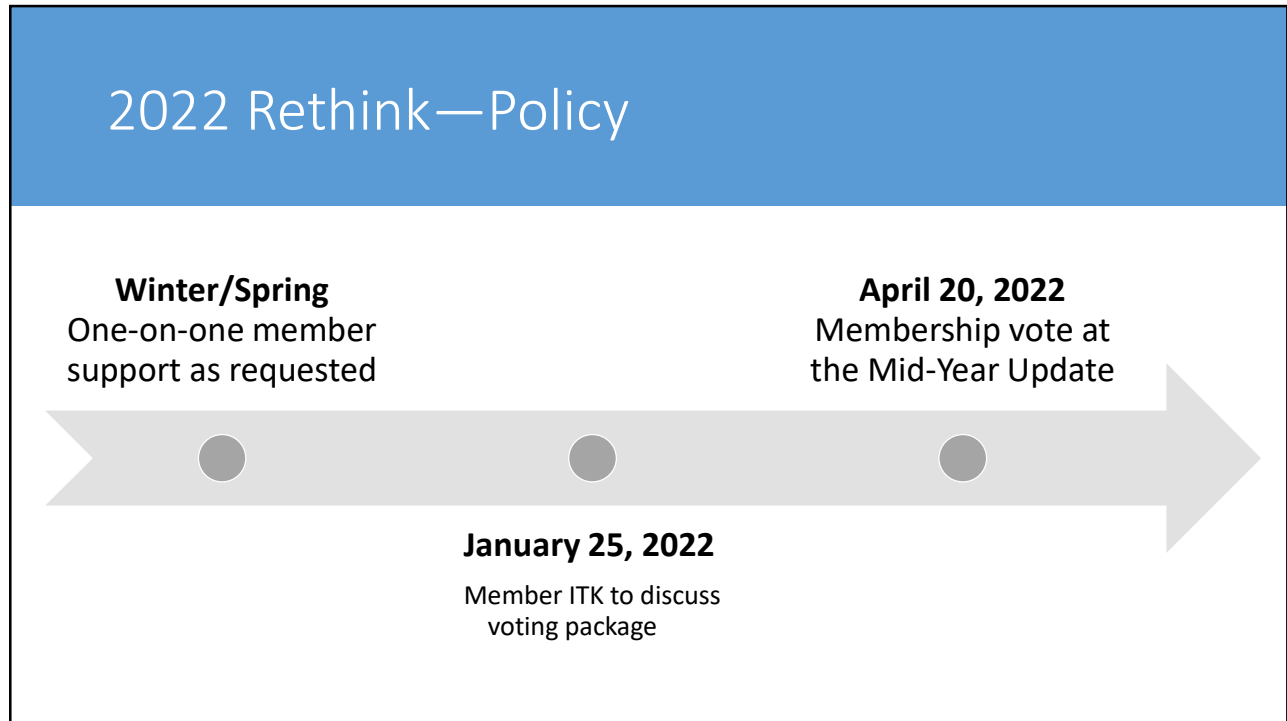 2022 Rethink—Policy
Winter/Spring
One-on-one member
support as requested
January 25, 2022
Member ITK to discuss
voting package
April 20, 2022
Membership vote at
the Mid-Year Update